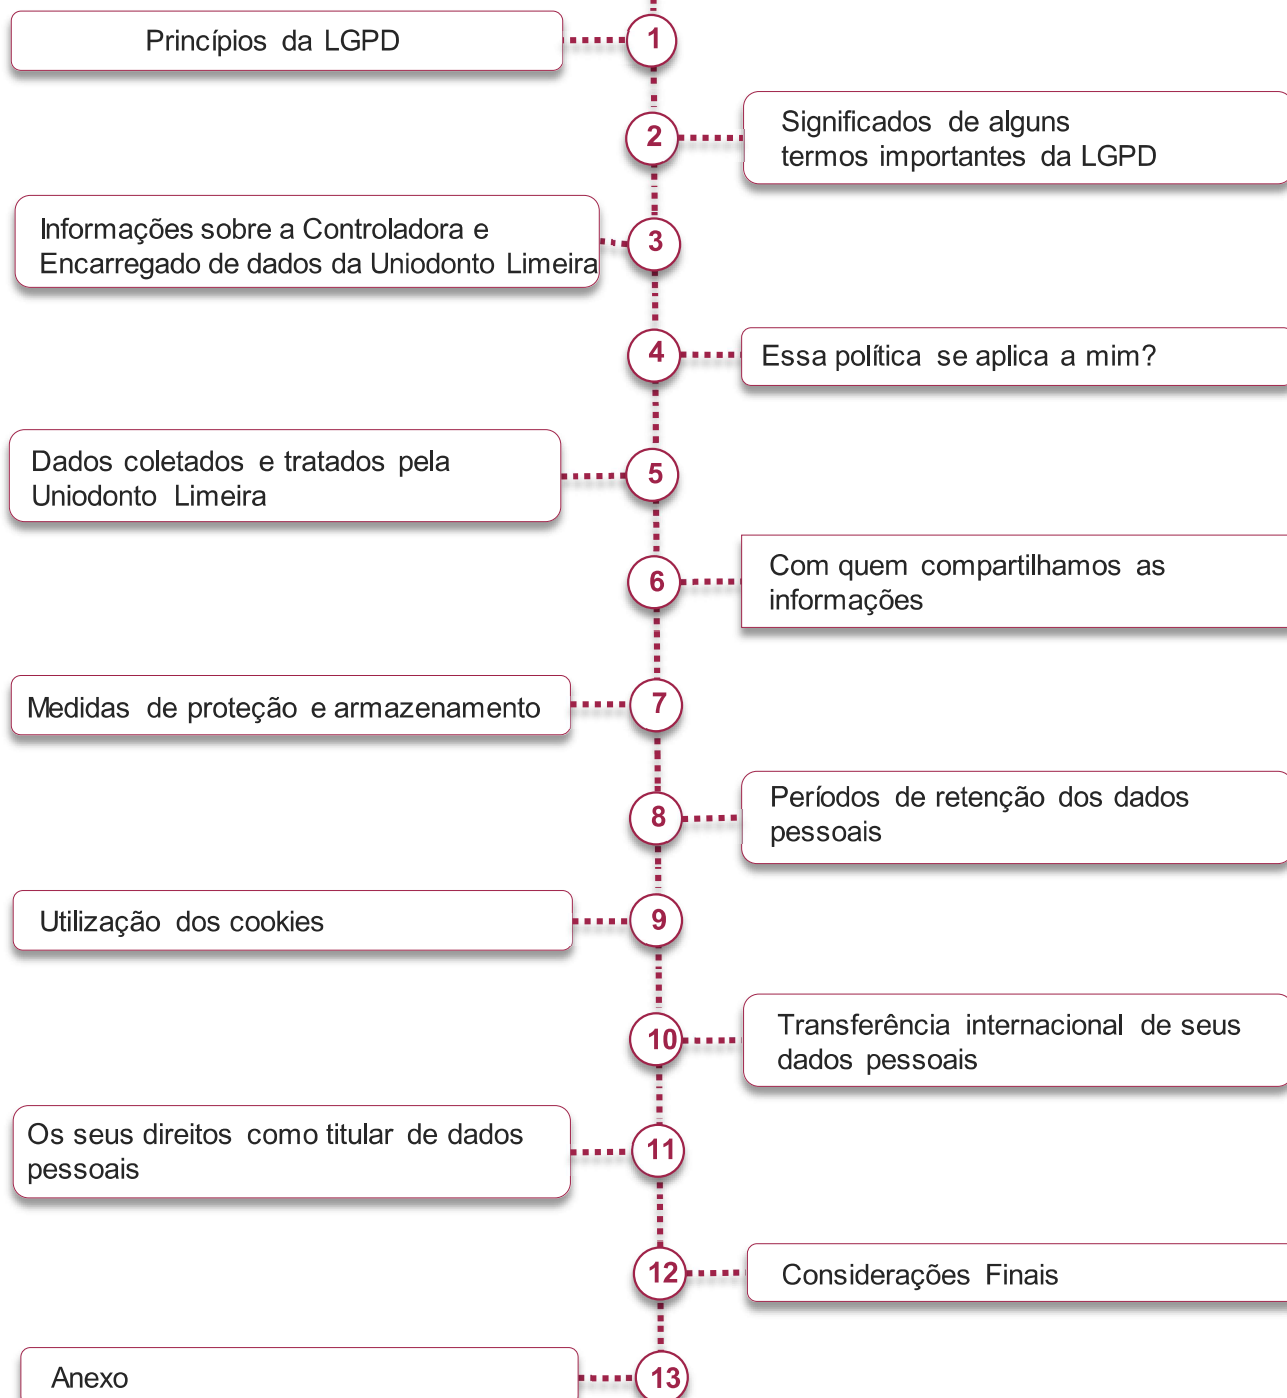 Princípios da LGPD
1
2
Significados de alguns
termos importantes da LGPD
Informações sobre a Controladora e
Encarregado de dados da Uniodonto Limeira
3
4
Essa política se aplica a mim?
Dados coletados e tratados pela
Uniodonto Limeira
5
6
Com quem compartilhamos as
informações
Medidas de proteção e armazenamento
7
8
Períodos de retenção dos dados
pessoais
Utilização dos cookies
9
10
Transferência internacional de seus
dados pessoais
Os seus direitos como titular de dados
pessoais
11
12
Considerações Finais
Anexo
13